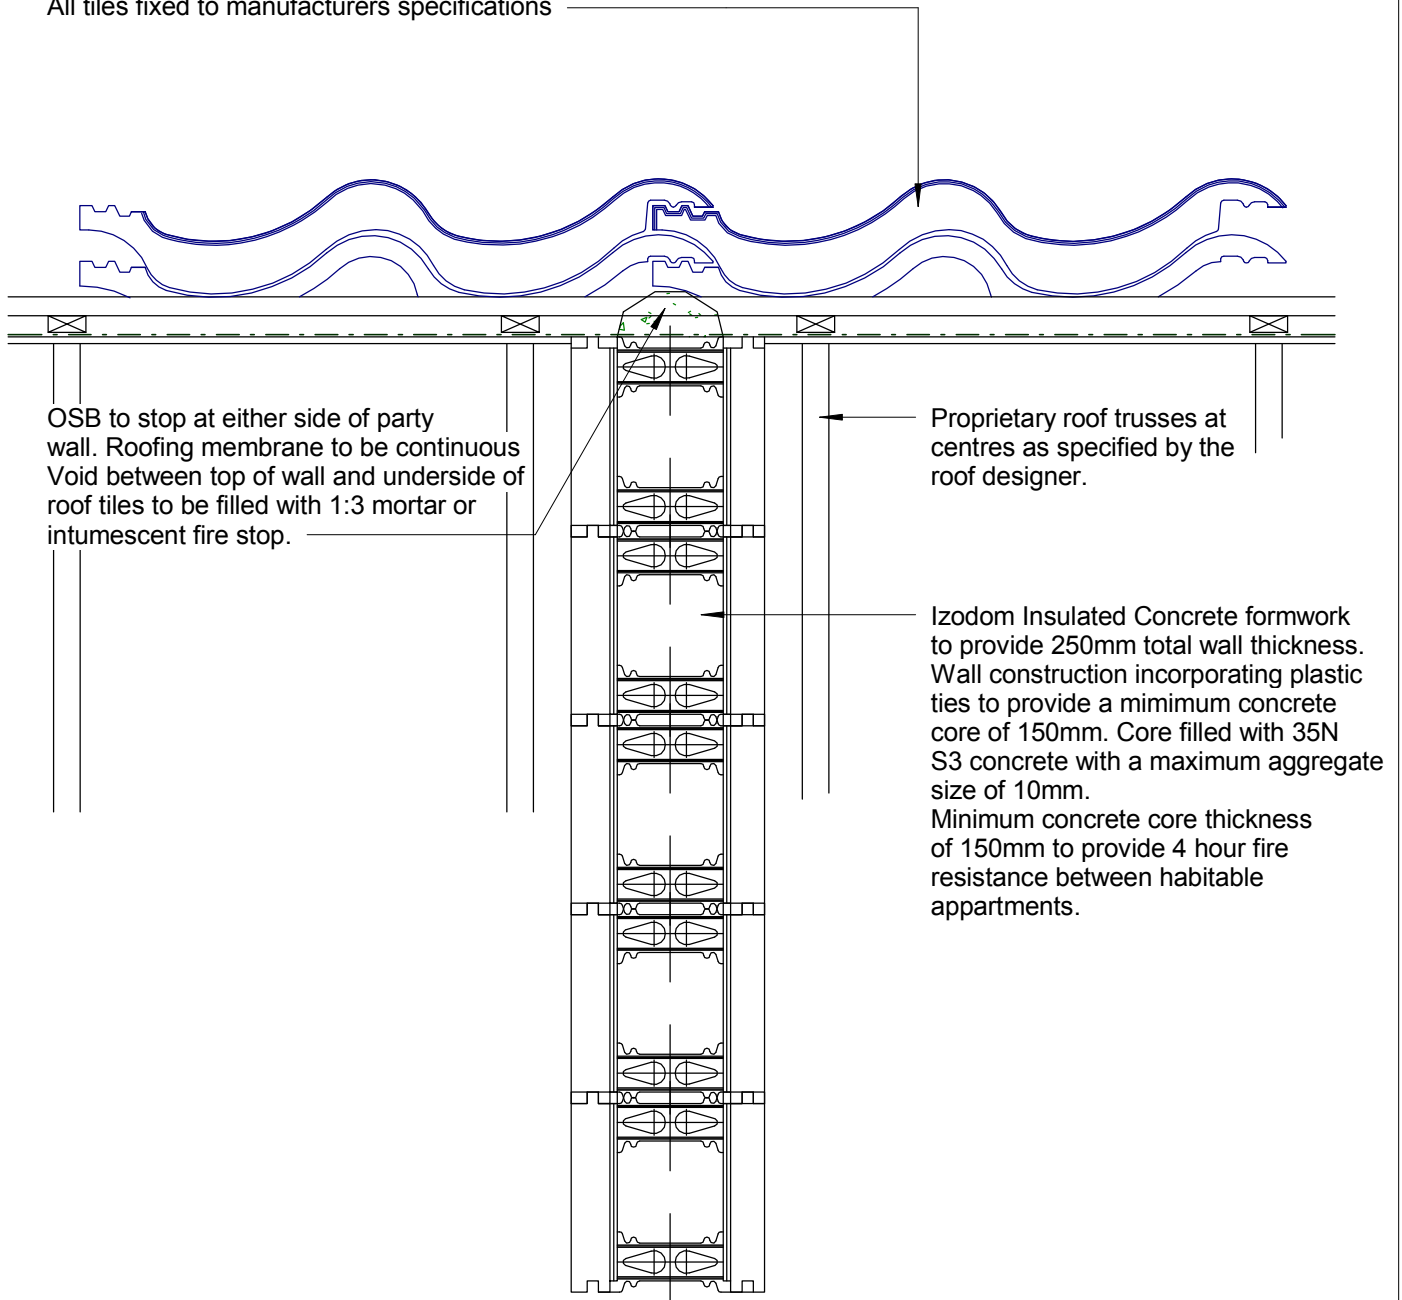 All tiles fixed to manufacturers specifications
OSB to stop at either side of party
wall. Roofing membrane to be continuous
Void between top of wall and underside of
roof tiles to be filled with 1:3 mortar or
intumescent fire stop.
Proprietary roof trusses at
centres as specified by the
roof designer.
Izodom Insulated Concrete formwork
to provide 250mm total wall thickness.
Wall construction incorporating plastic
ties to provide a mimimum concrete
core of 150mm. Core filled with 35N
S3 concrete with a maximum aggregate
size of 10mm.
Minimum concrete core thickness
of 150mm to provide 4 hour fire
resistance between habitable
appartments.